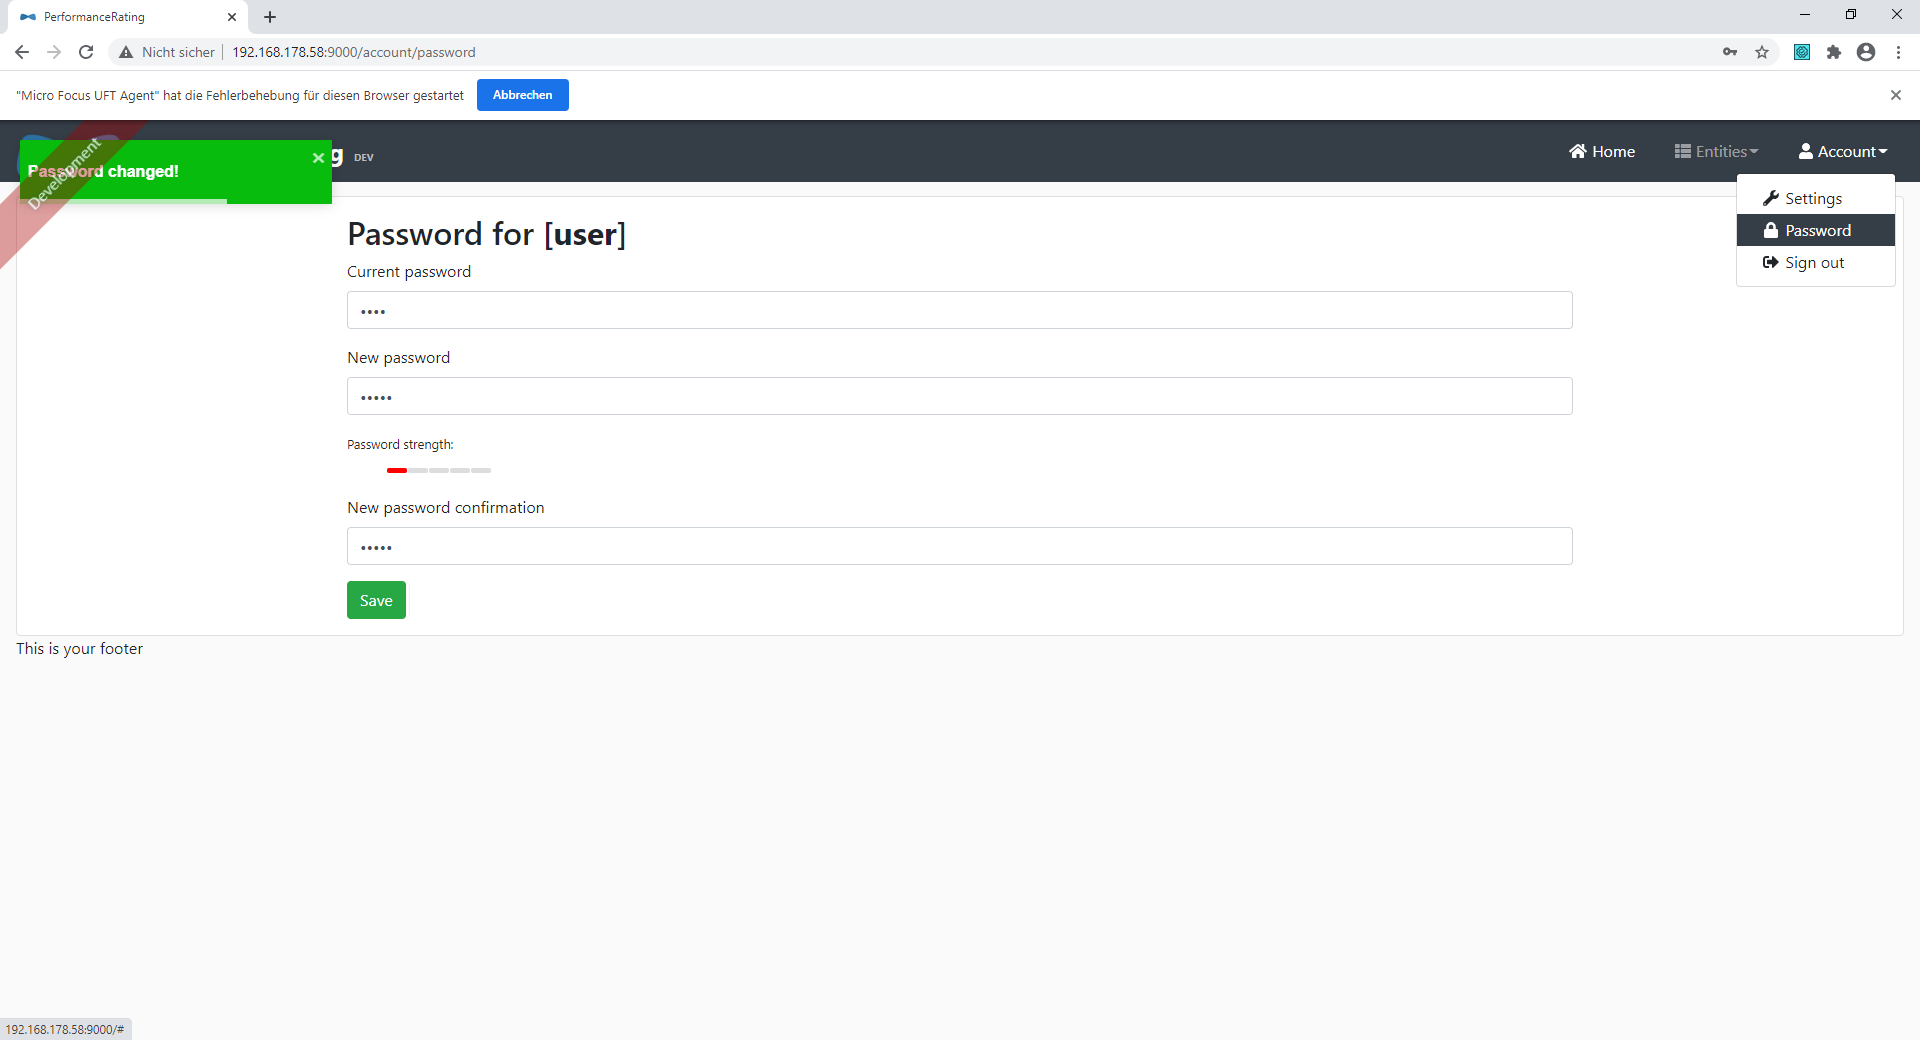 PerformanceRating
Nicht sicher
192.168.178.58:9000/account/password
"Micro Focus UFT Agent" hat die Fehlerbehebung für diesen Browser gestartet
Abbrechen
Development
Password changed!
g DEV
Home
Entities
Account
Settings
Password
Sign out
Password for [user]
Current password
New password
Password strength:
New password confirmation
Save
This is your footer
192.168.178.58:9000/#